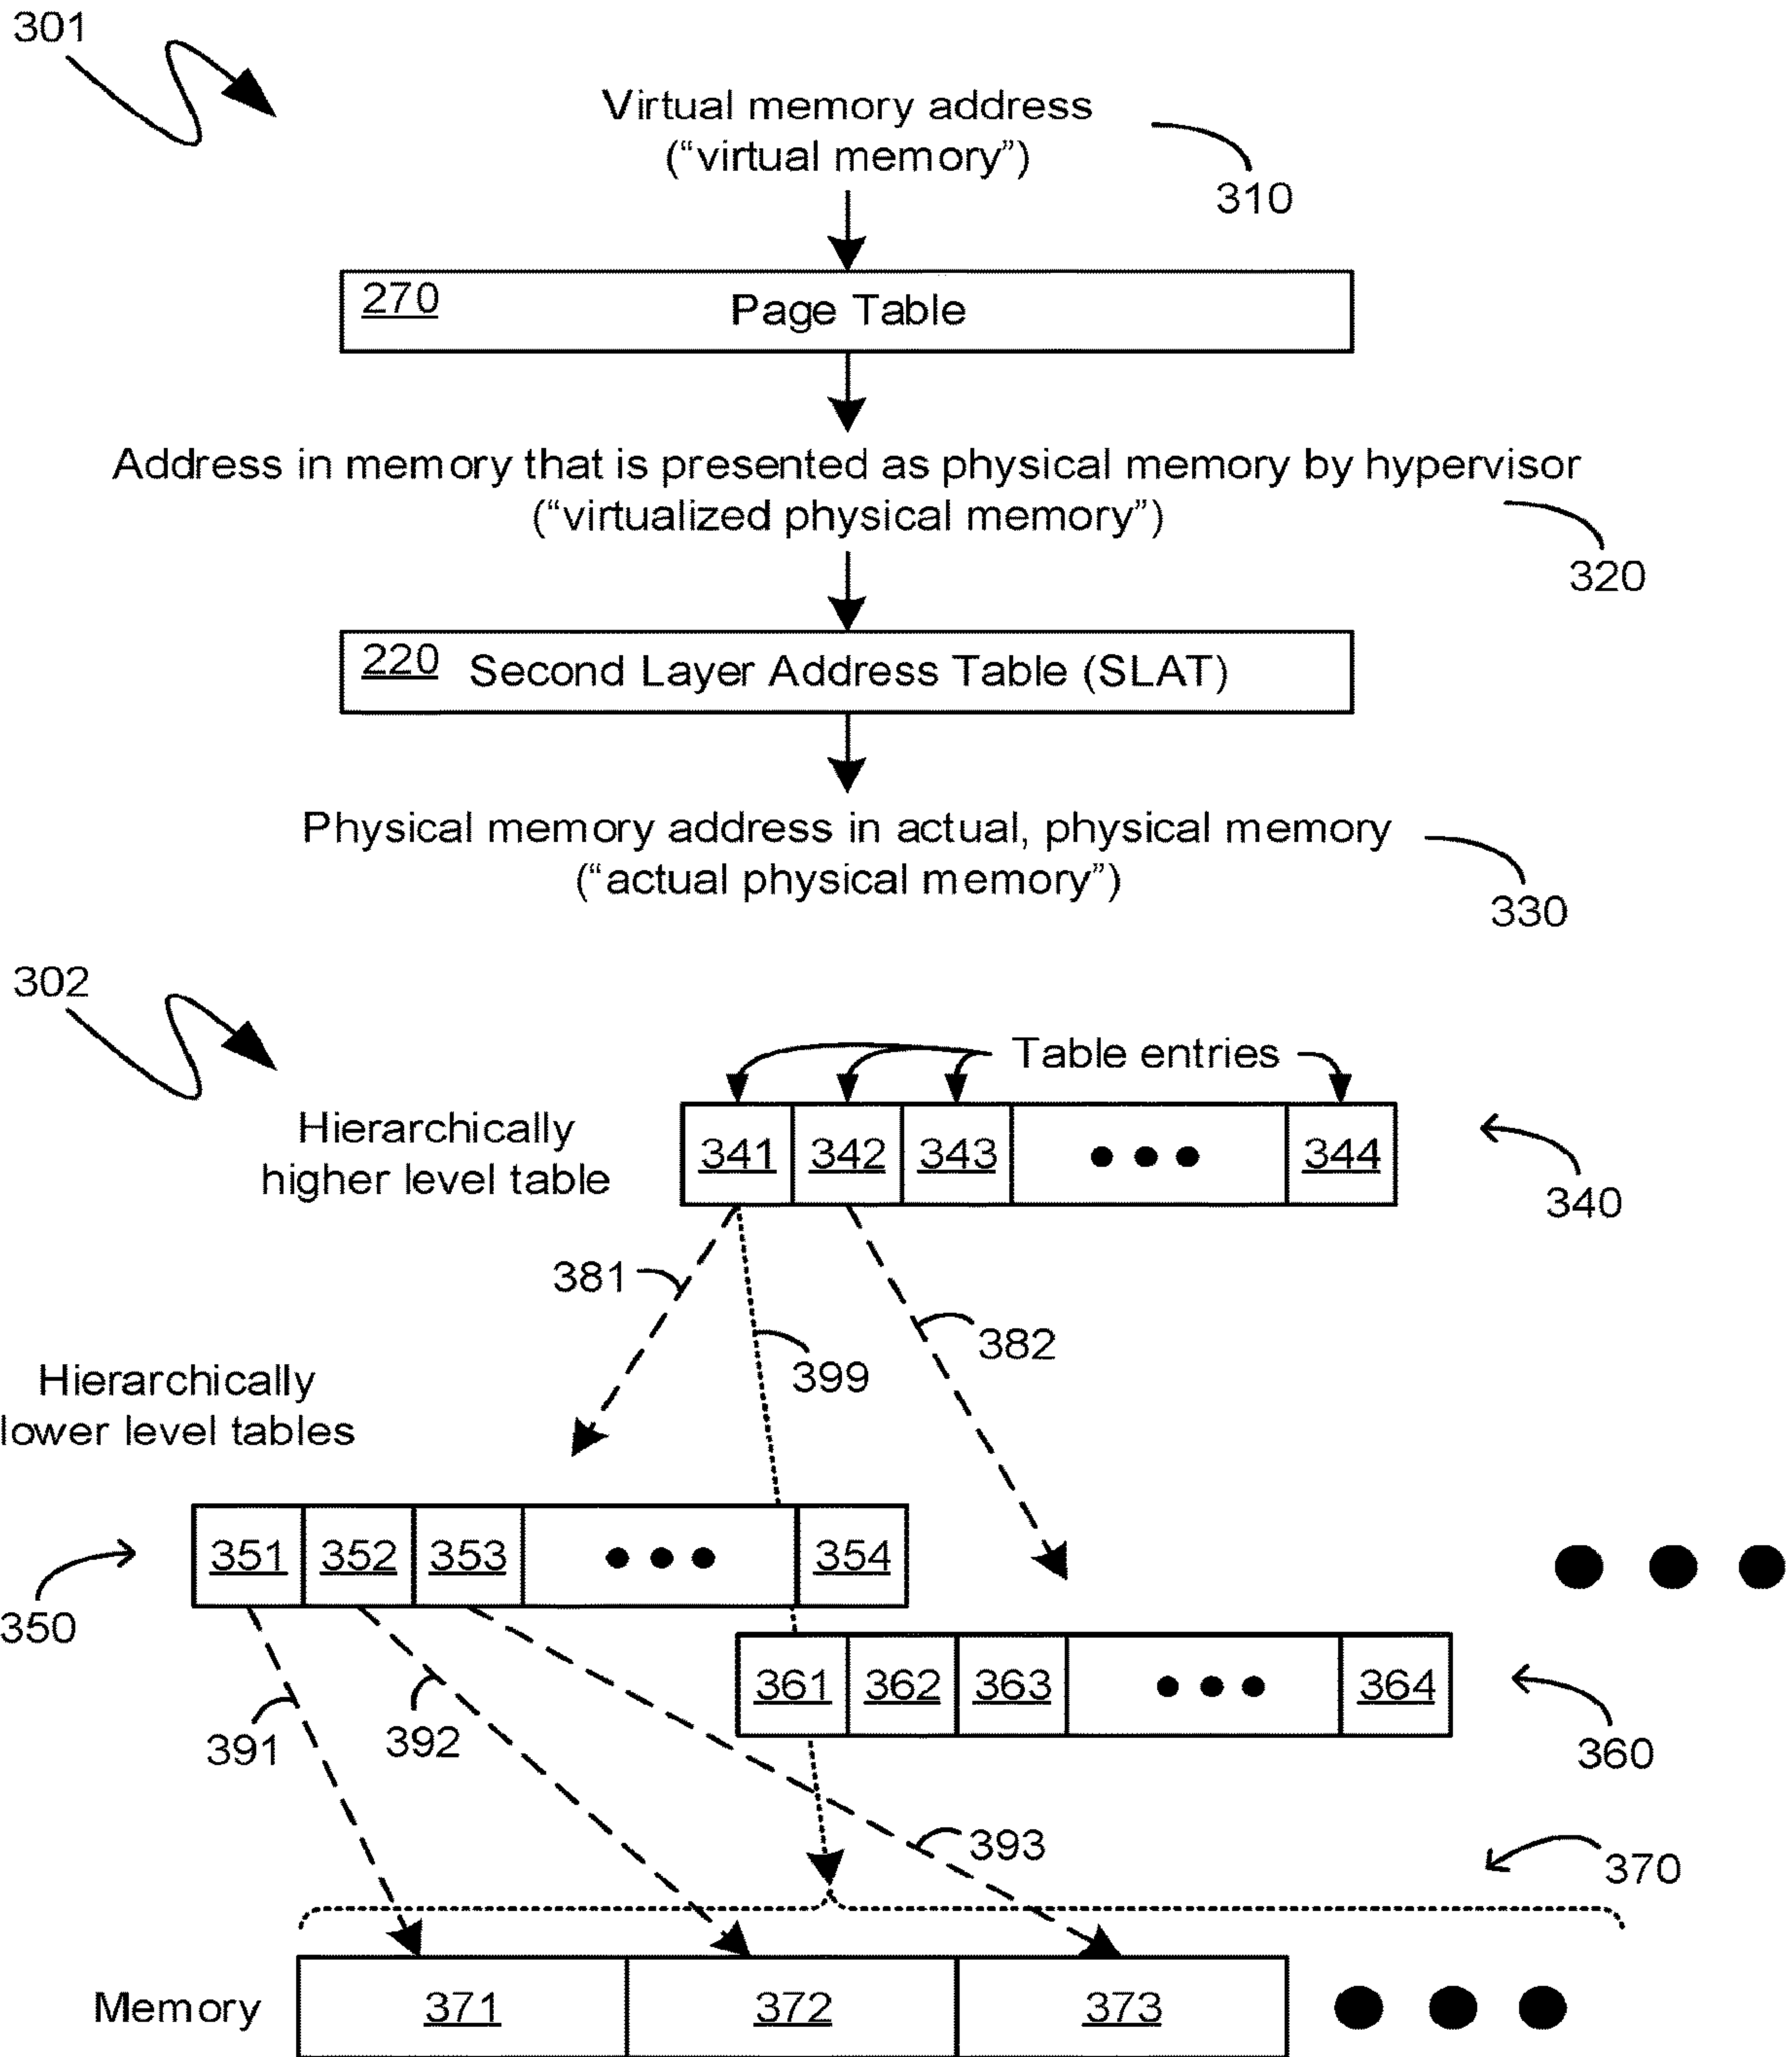 301
Virtual memory address
(“virtual memory”)
310
270 Page Table
Address in memory that is presented as physical memory by hypervisor
(“virtualized physical memory”)
320
220 Second Layer Address Table (SLAT)
Physical memory address in actual, physical memory
(“actual physical memory”)
330
302
Table entries
Hierarchically
higher level table
341 342 343 ••• 344
340
381
399
382
Hierarchically
lower level tables
351 352 353 ••• 354
350
361 362 363 ••• 364
360
391
392
393
370
Memory
371 372 373